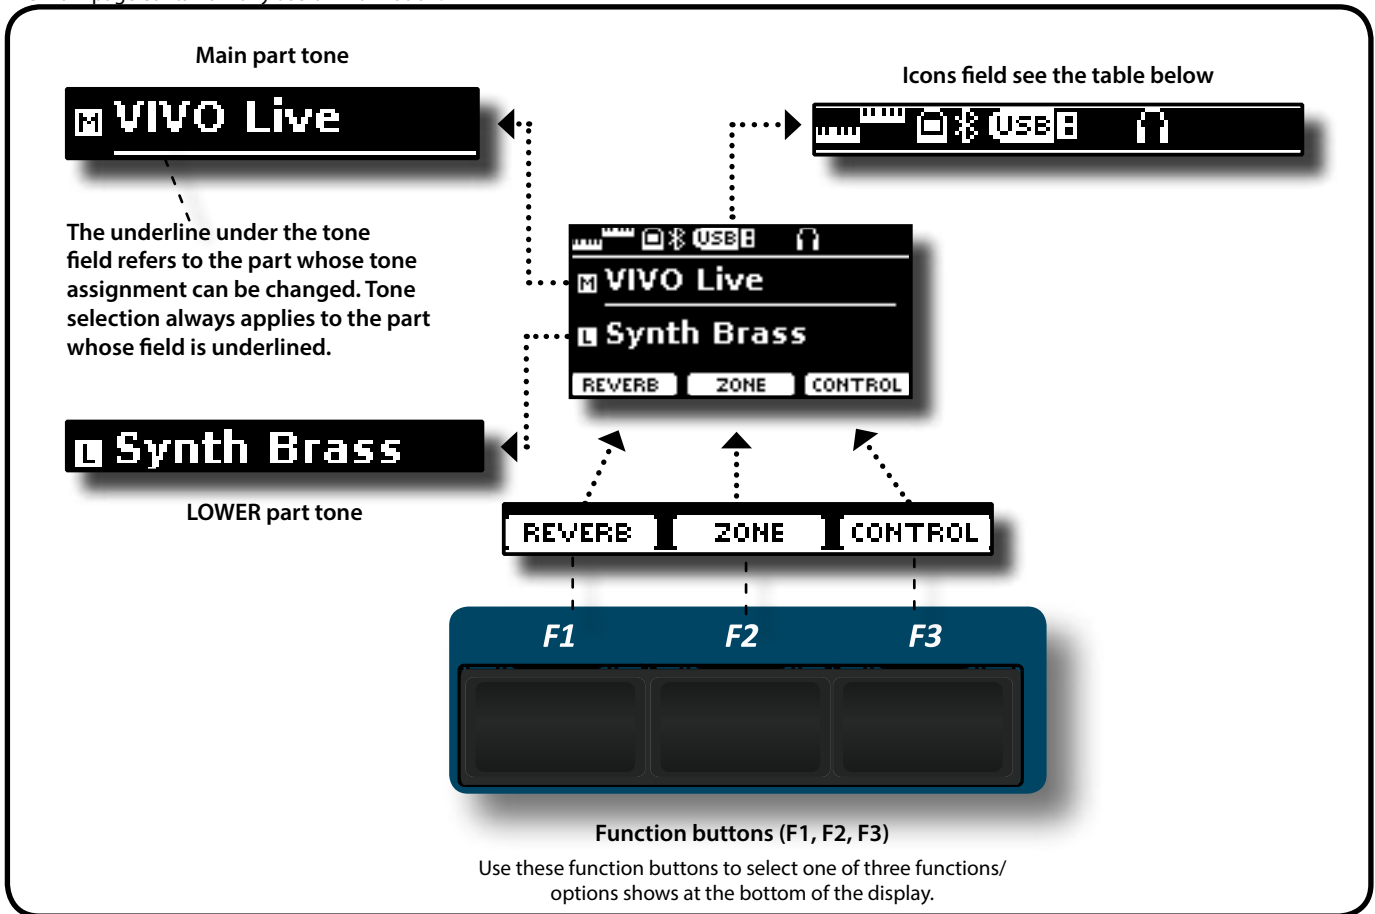 Main part tone
Icons field see the table below
M VIVO Live
USB
The underline under the tone
field refers to the part whose tone
assignment can be changed. Tone
selection always applies to the part
whose field is underlined.
USB
M VIVO Live
L Synth Brass
REVERB ZONE CONTROL
L Synth Brass
LOWER part tone
REVERB ZONE CONTROL
F1 F2 F3
Function buttons (F1, F2, F3)
Use these function buttons to select one of three functions/
options shows at the bottom of the display.